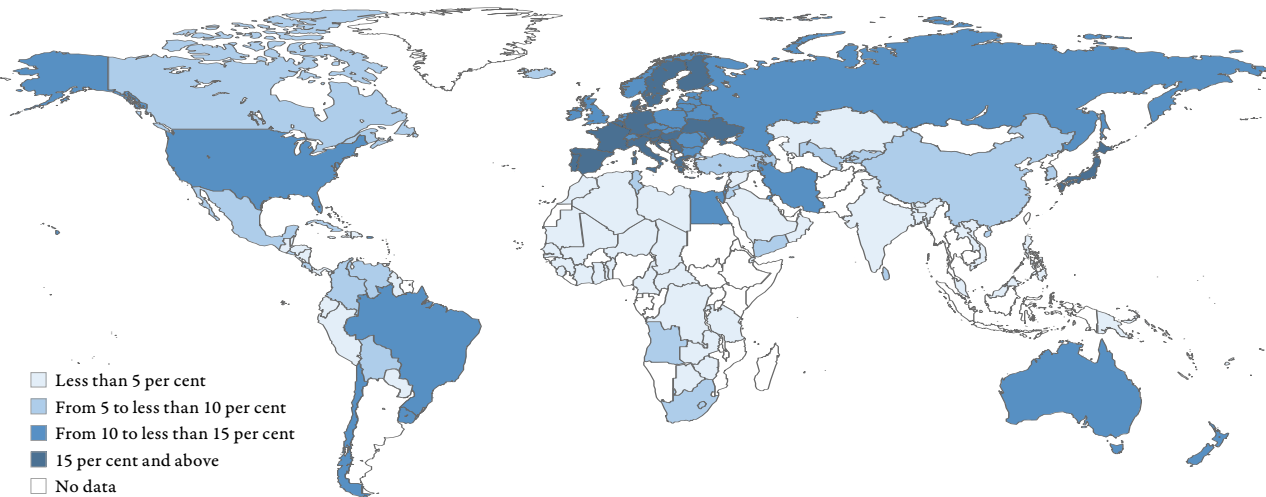 Less than 5 per cent
From 5 to less than 10 per cent
From 10 to less than 15 per cent
15 per cent and above
No data